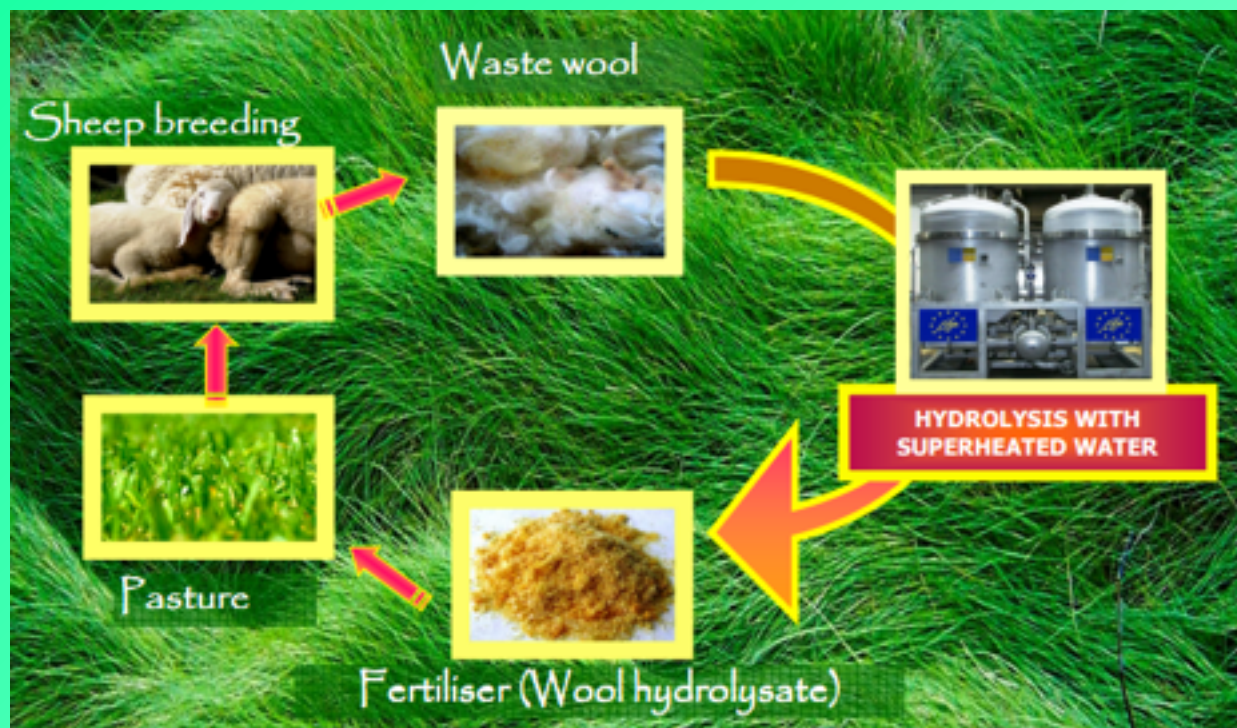 Waste wool
Sheep breeding
HYDROLYSIS WITH
SUPERHEATED WATER
Pasture
Fertiliser (Wool hydrolysate)